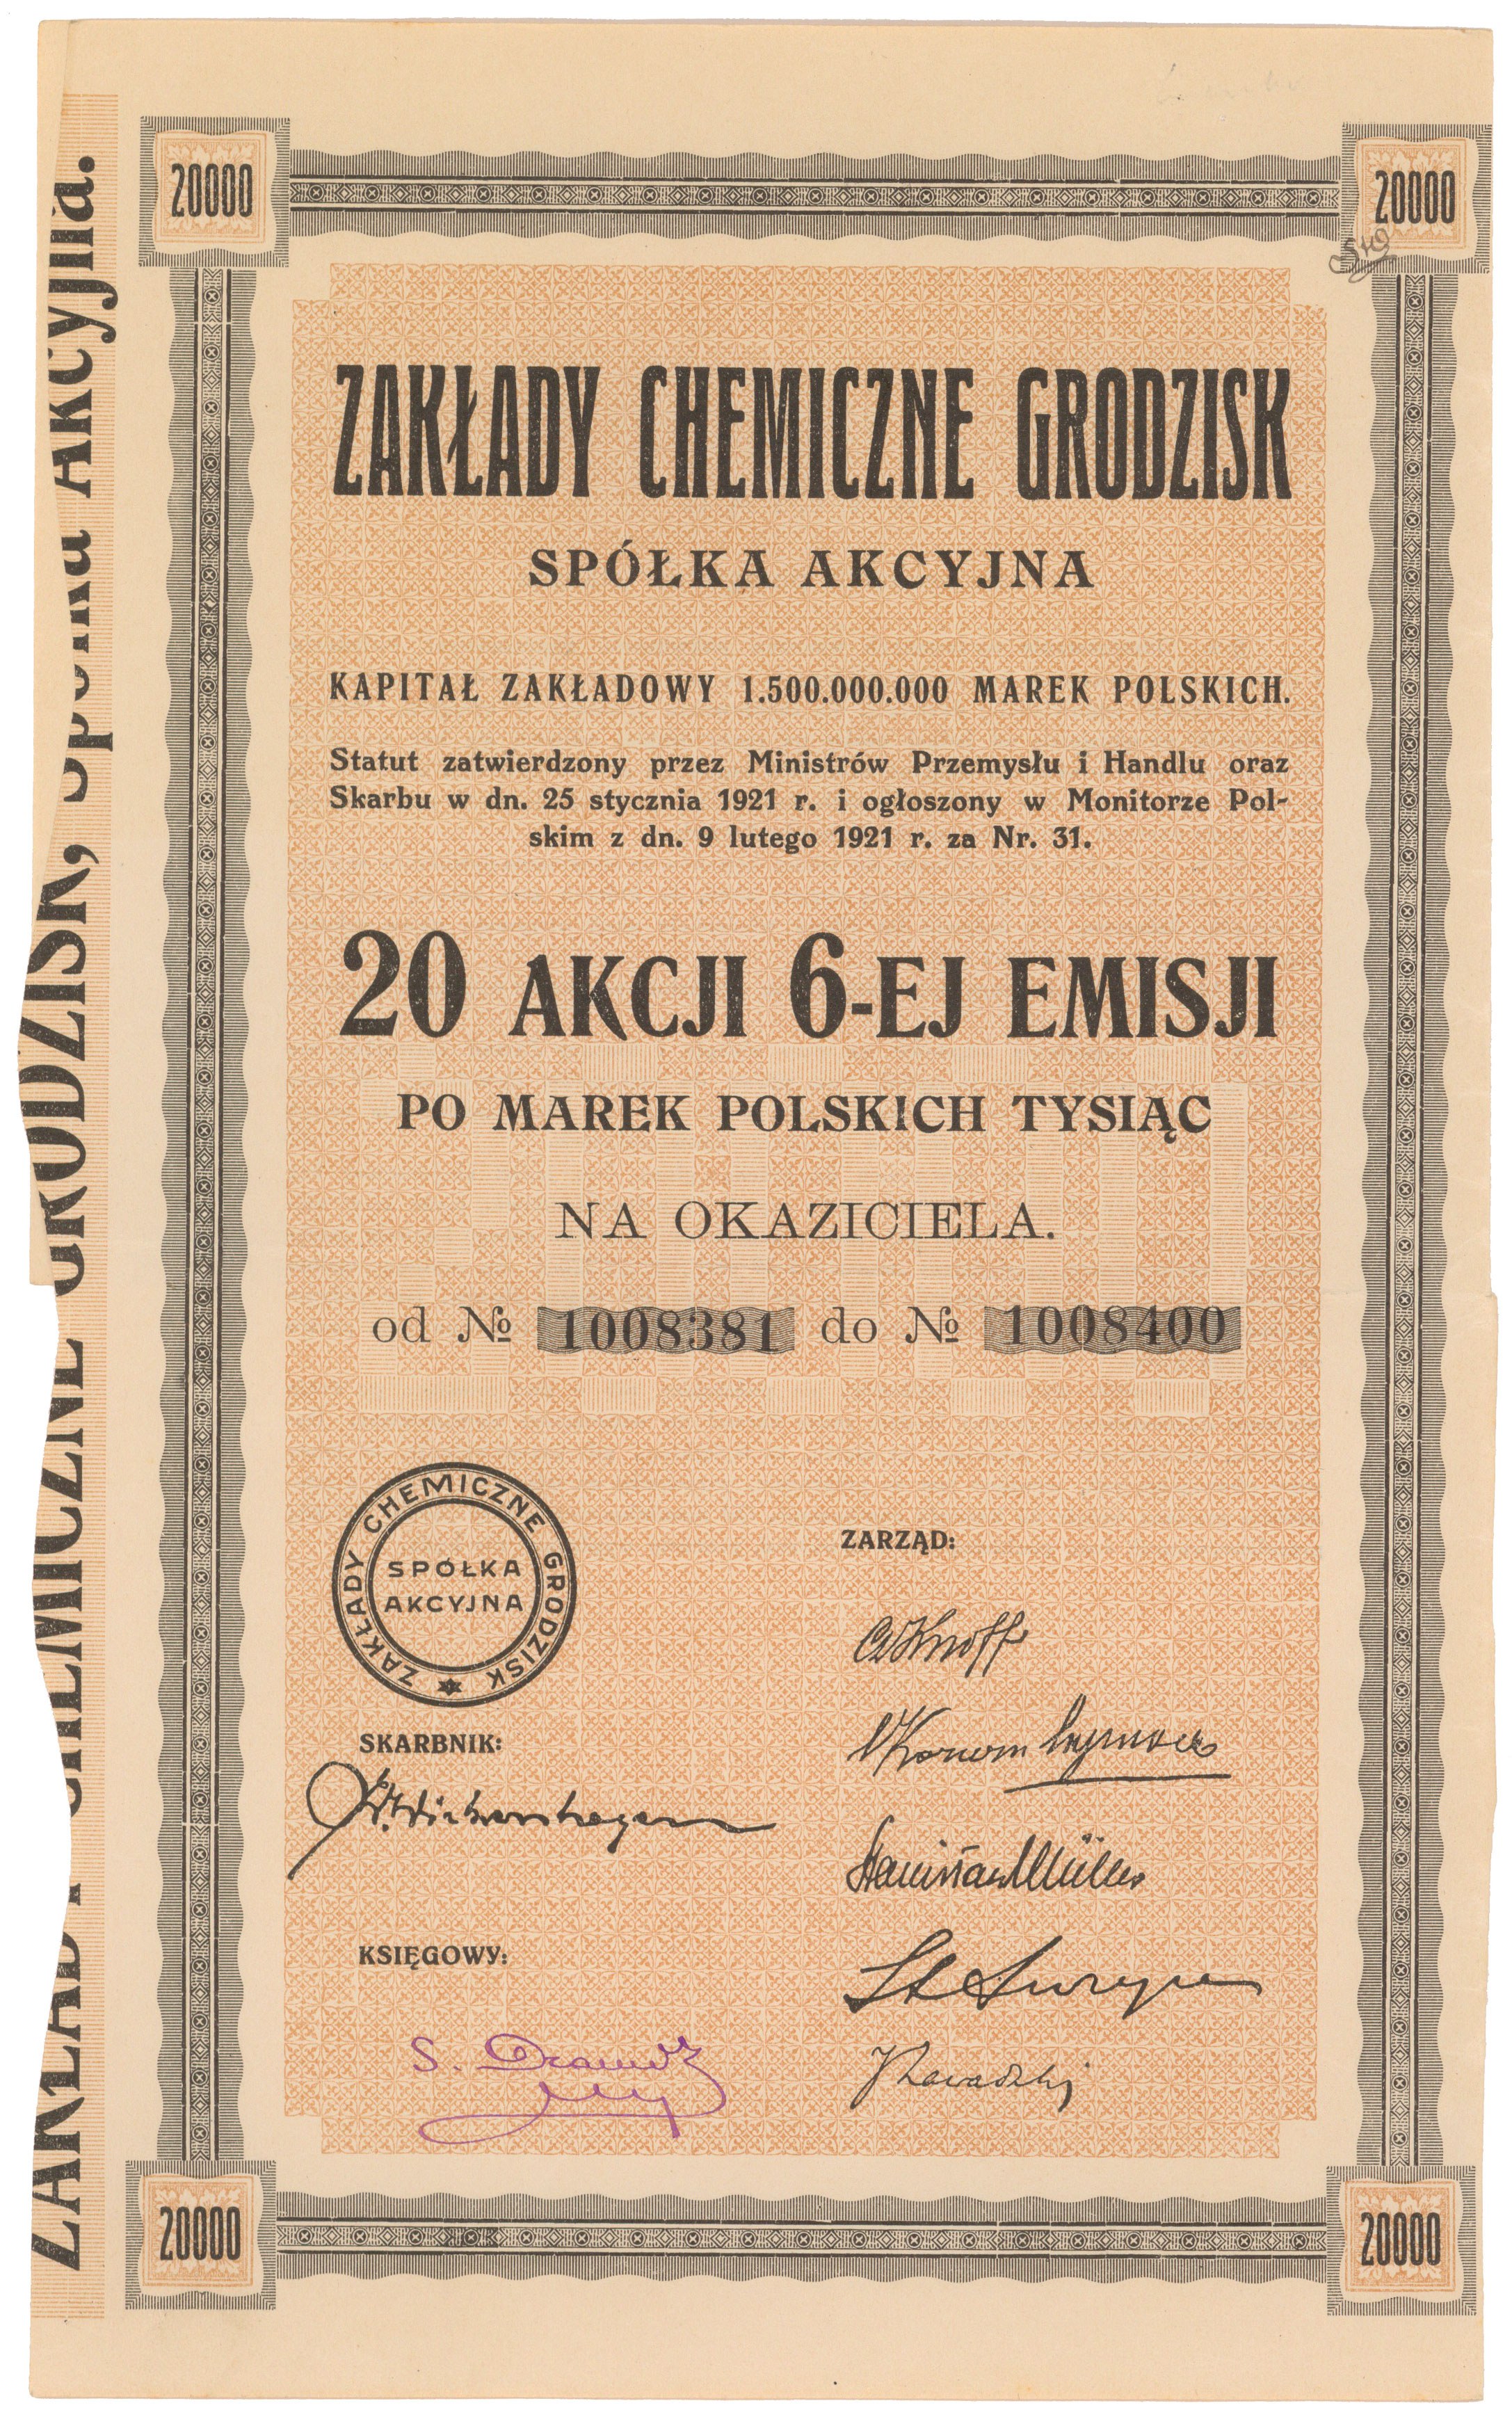 20000
20000
ZAKŁADY CHEMICZNE GRODZISK
SPÓŁKA AKCYJNA
KAPITAŁ ZAKŁADOWY 1.500.000.000 MAREK POLSKICH.
Statut zatwierdzony przez Ministrów Przemysłu i Handlu oraz
Skarbu w dn. 25 stycznia 1921 r. i ogłoszony w Monitorze Pol-
skim z dn. 9 lutego 1921 r. za Nr. 31.
20 AKCJI 6-EJ EMISJI
PO MAREK POLSKICH TYSIĄC
NA OKAZICIELA.
od № 1008381 do № 1008400
ZAKŁADY CHEMICZNE GRODZISK
SPÓŁKA
AKCYJNA
ZARZĄD:
SKARBNIK:
Stanisław Müller
KSIĘGOWY:
20000
20000
ZAKŁADY CHEMICZNE GRODZISK, Spółka Akcyjna.